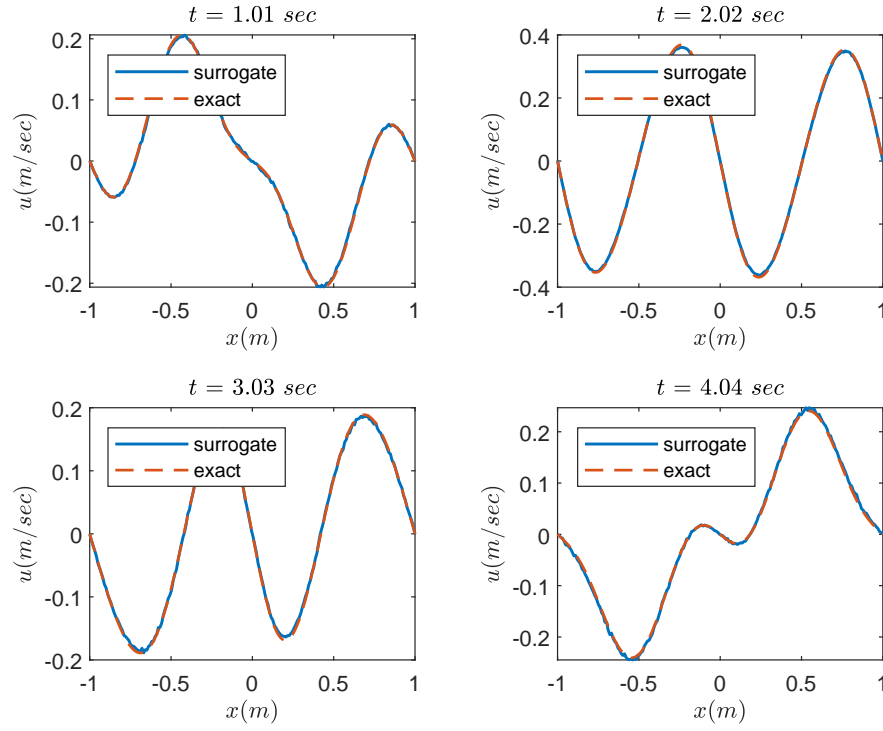 t = 1.01 sec
0.2
0.1
0
-0.1
-0.2
u(m/sec)
surrogate
exact
-1 -0.5 0 0.5 1
x(m)
t = 2.02 sec
0.4
0.2
0
-0.2
-0.4
u(m/sec)
surrogate
exact
-1 -0.5 0 0.5 1
x(m)
t = 3.03 sec
0.2
0.1
0
-0.1
-0.2
u(m/sec)
surrogate
exact
-1 -0.5 0 0.5 1
x(m)
t = 4.04 sec
0.2
0.1
0
-0.1
-0.2
u(m/sec)
surrogate
exact
-1 -0.5 0 0.5 1
x(m)